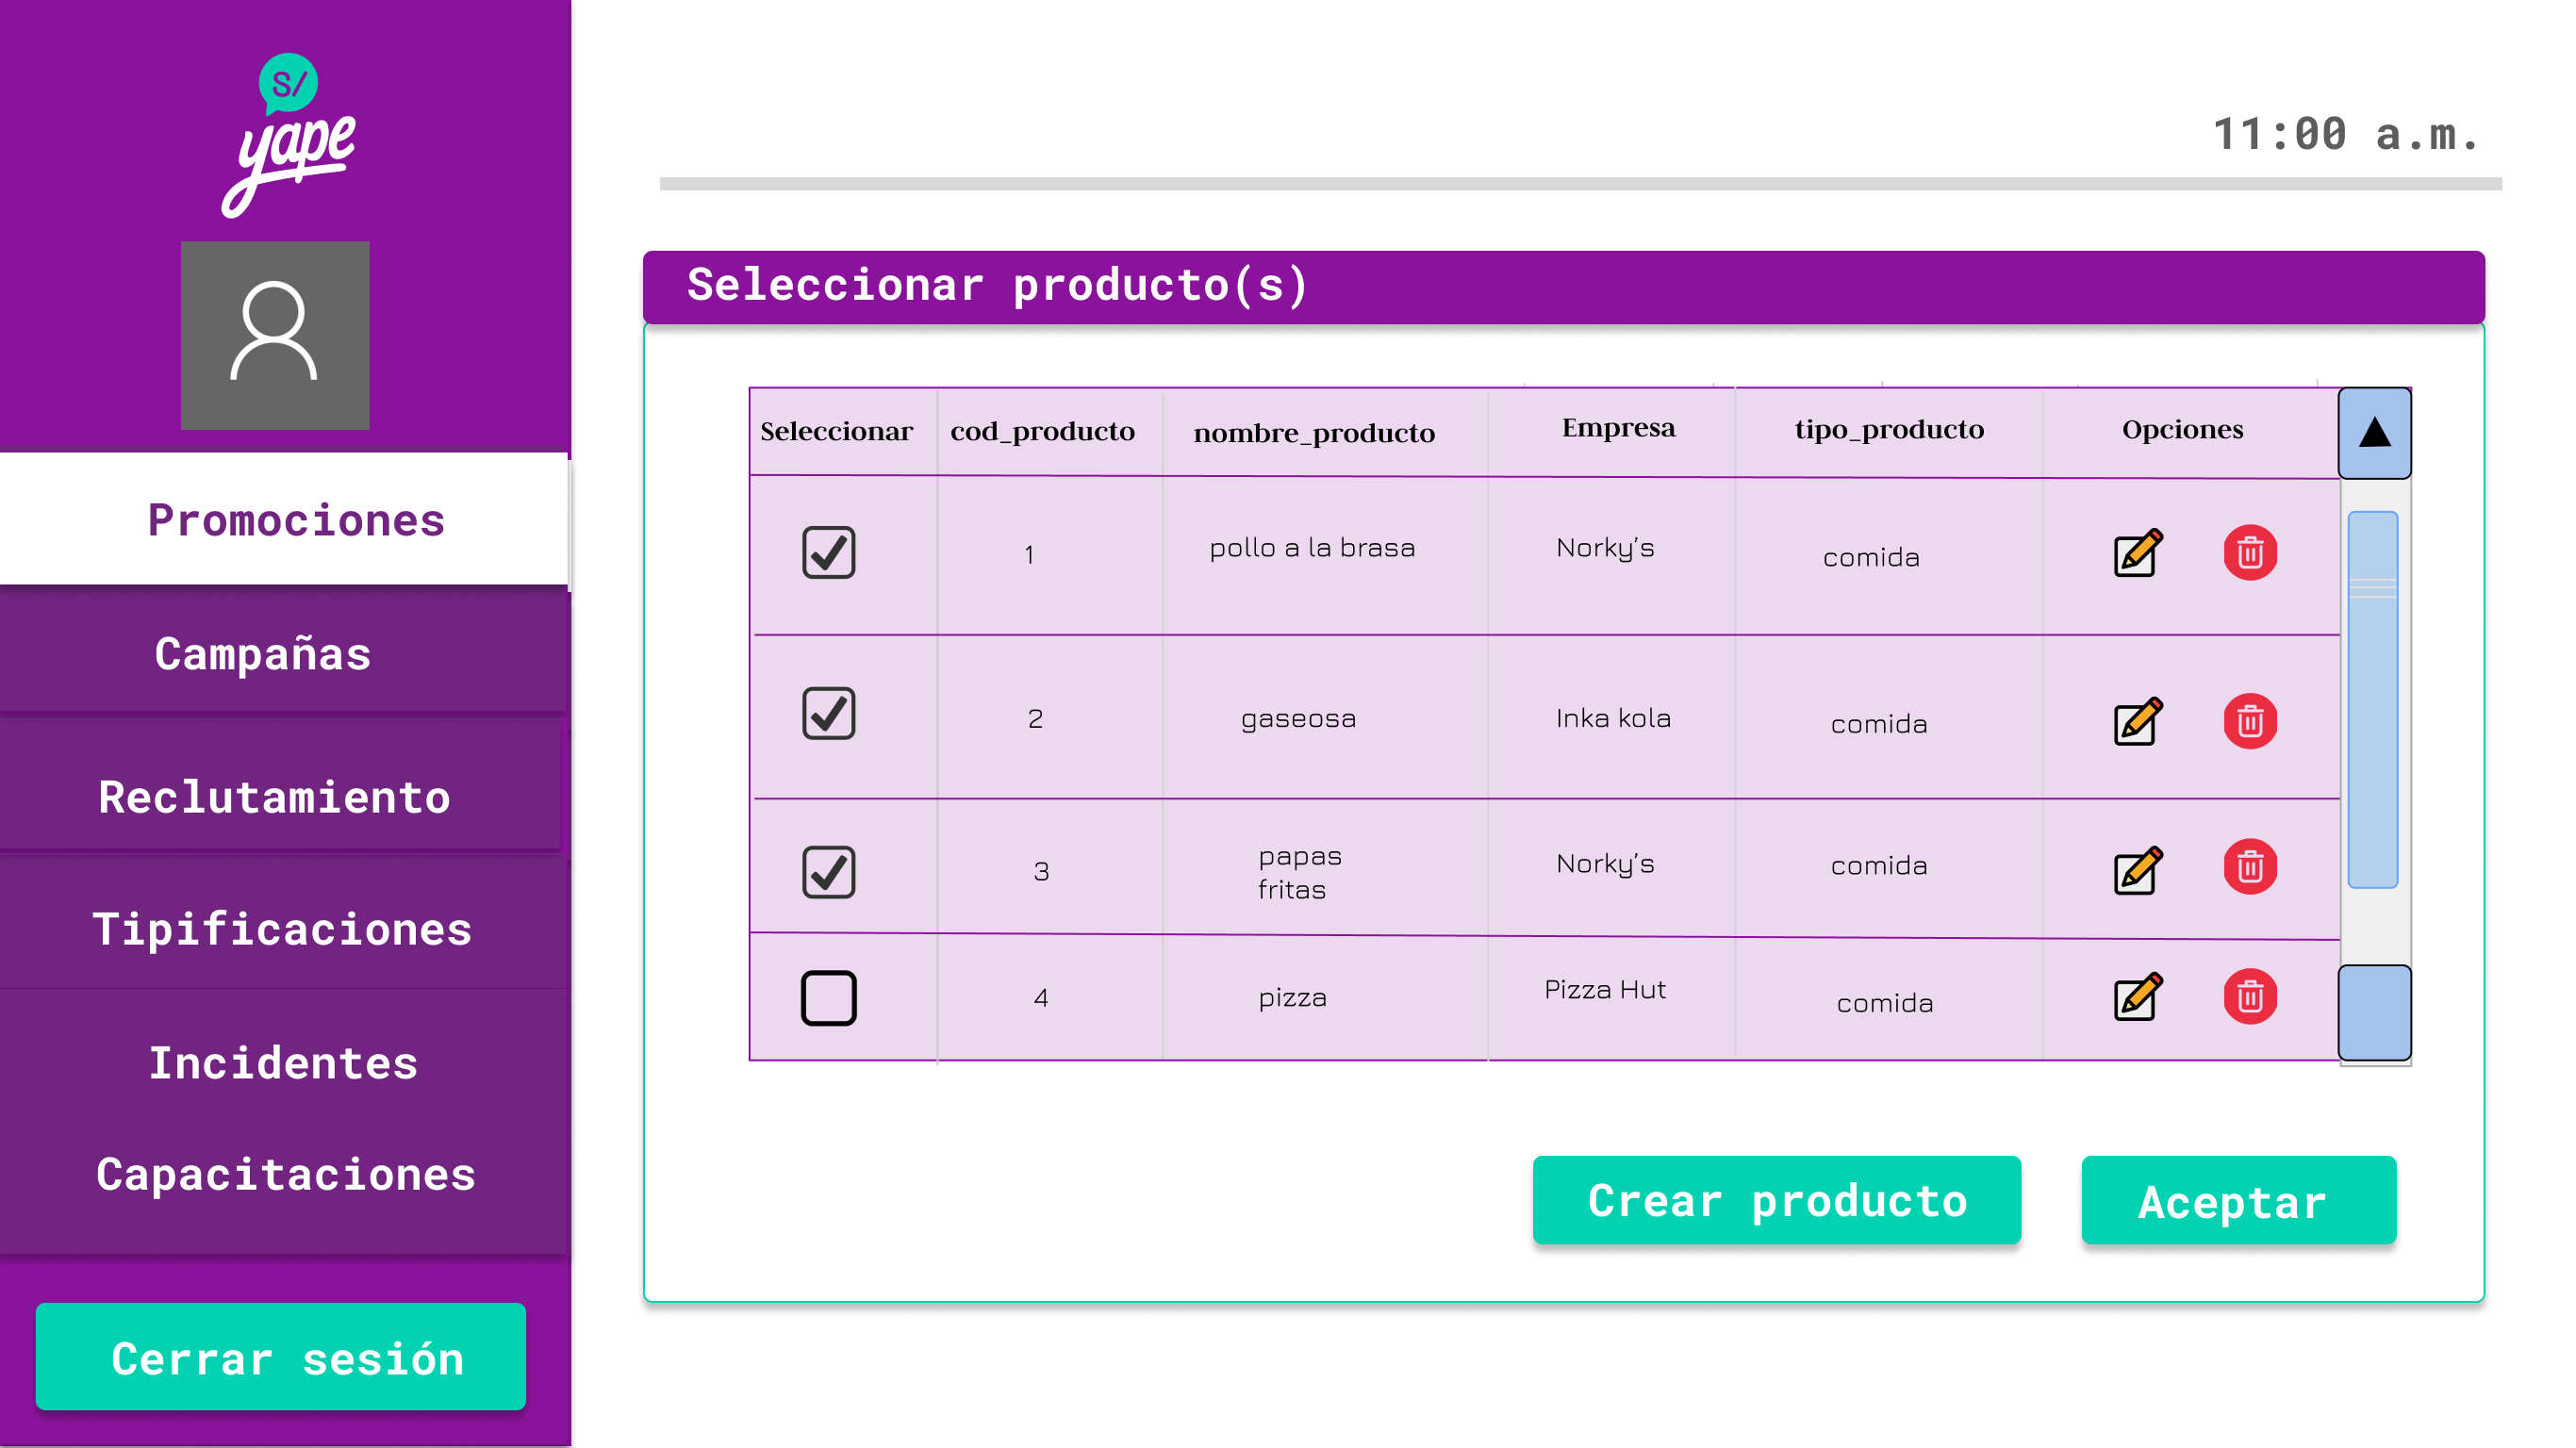 S/
yape
11:00 a.m.
Seleccionar producto(s)
Promociones
Campañas
Reclutamiento
Tipificaciones
Incidentes
Capacitaciones
Cerrar sesión
Seleccionar cod_producto nombre_producto Empresa tipo_producto Opciones
1 pollo a la brasa Norky's comida
2 gaseosa Inka kola comida
3 papas fritas Norky's comida
4 pizza Pizza Hut comida
Crear producto Aceptar